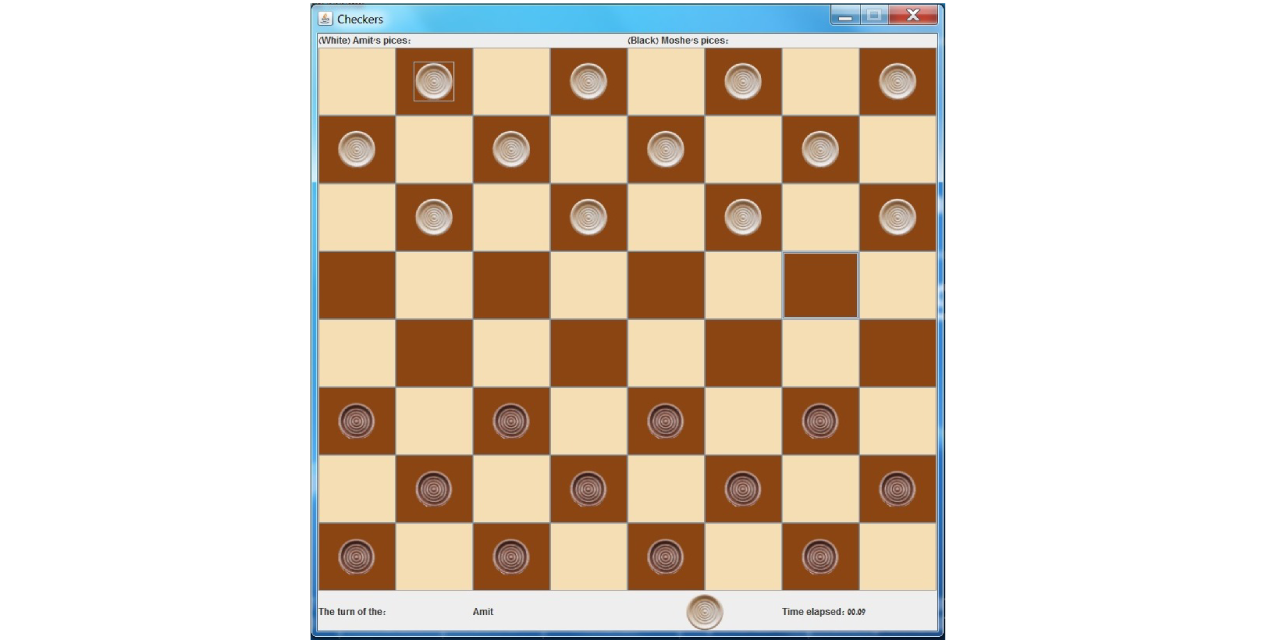 Checkers
(White) Amit's pices: (Black) Moshe's pices:
The turn of the: Amit Time elapsed: 00:09